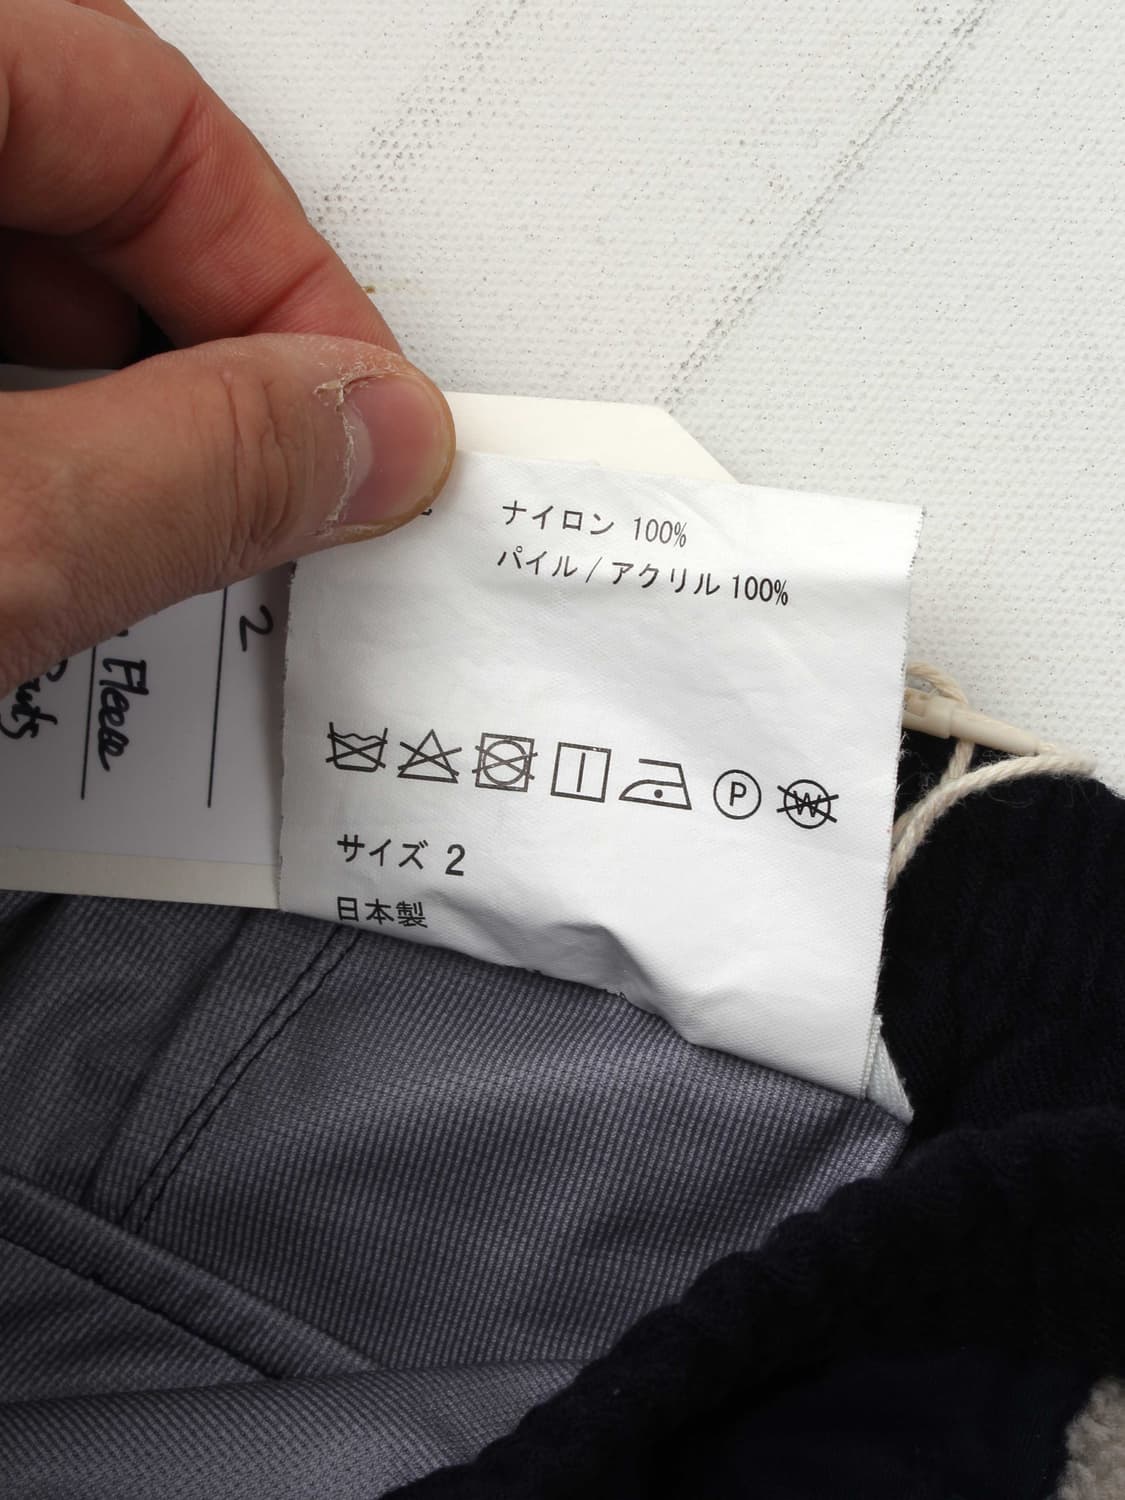 ナイロン 100%
パイル / アクリル 100%
P
W
サイズ 2
日本製
2
Fleece